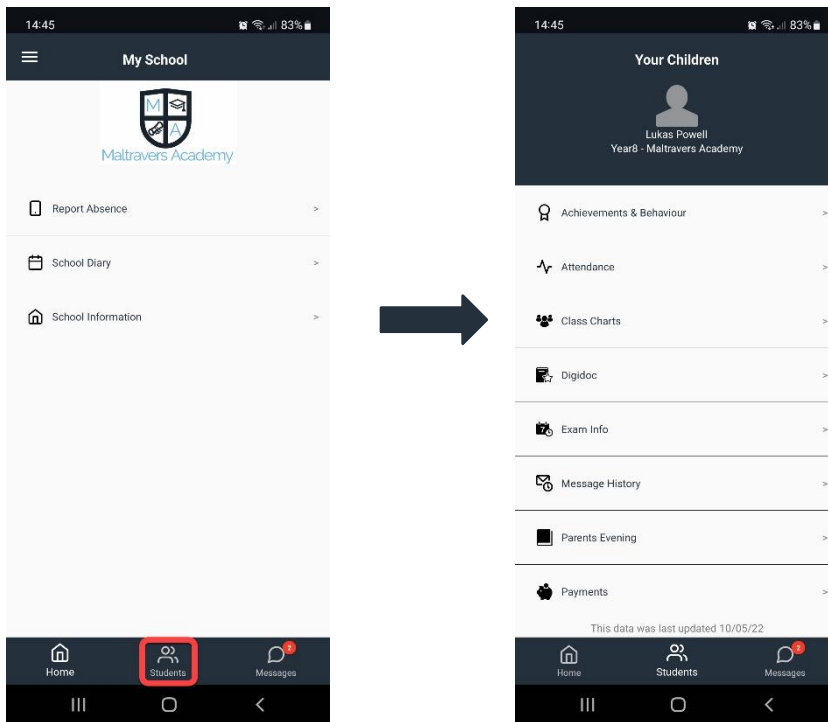 14:45 83%
My School
M
A
Maltravers Academy
Report Absence >
School Diary >
School Information >
Home
Students
2
Messages
14:45 83%
Your Children
Lukas Powell
Year8 - Maltravers Academy
Achievements & Behaviour >
Attendance >
Class Charts >
Digidoc >
7
Exam Info >
Message History >
Parents Evening >
Payments >
This data was last updated 10/05/22
Home
Students
2
Messages